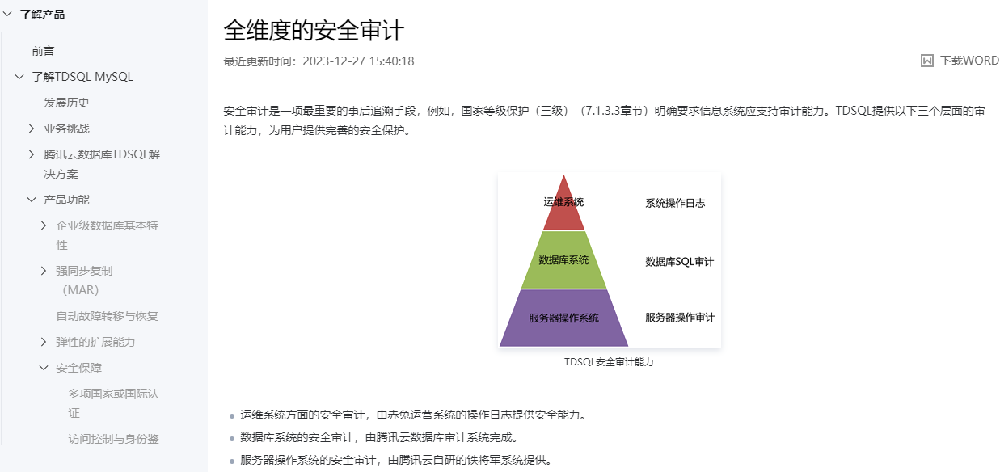 了解产品
前言
了解TDSQL MySQL
发展历史
业务挑战
腾讯云数据库TDSQL解
决方案
产品功能
企业级数据库基本特
性
强同步复制
（MAR）
自动故障转移与恢复
弹性的扩展能力
安全保障
多项国家或国际认
证
访问控制与身份鉴
全维度的安全审计
最近更新时间：2023-12-27 15:40:18
下载WORD
安全审计是一项最重要的事后追溯手段，例如，国家等级保护（三级）（7.1.3.3章节）明确要求信息系统应支持审计能力。TDSQL提供以下三个层面的审
计能力，为用户提供完善的安全保护。
运维系统 系统操作日志
数据库系统 数据库SQL审计
服务器操作系统 服务器操作审计
TDSQL安全审计能力
运维系统方面的安全审计，由赤兔运营系统的操作日志提供安全能力。
数据库系统的安全审计，由腾讯云数据库审计系统完成。
服务器操作系统的安全审计，由腾讯云自研的铁将军系统提供。